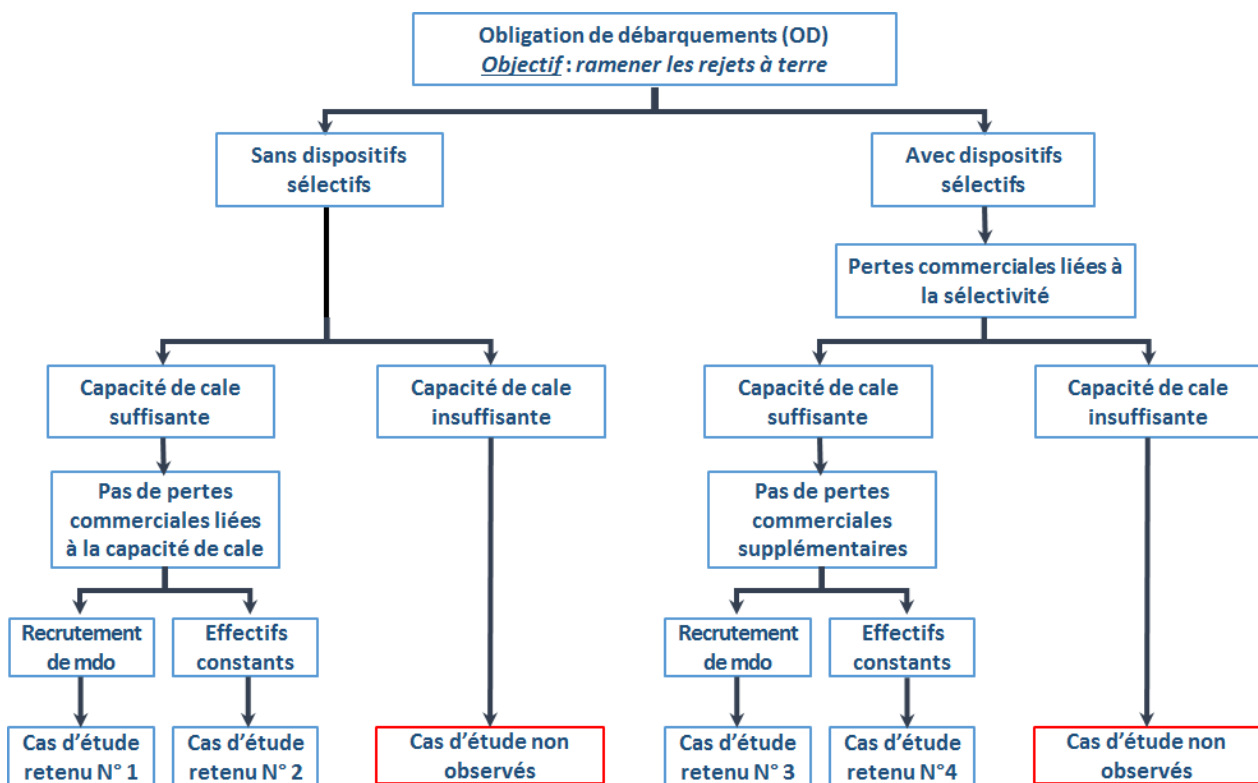 Obligation de débarquements (OD)
Objectif : ramener les rejets à terre
Sans dispositifs
sélectifs
Avec dispositifs
sélectifs
Pertes commerciales liées à
la sélectivité
Capacité de cale
suffisante
Capacité de cale
insuffisante
Capacité de cale
suffisante
Capacité de cale
insuffisante
Pas de pertes
commerciales liées
à la capacité de cale
Pas de pertes
commerciales
supplémentaires
Recrutement
de mdo
Effectifs
constants
Recrutement
de mdo
Effectifs
constants
Cas d'étude
retenu N° 1
Cas d'étude
retenu N° 2
Cas d'étude non
observés
Cas d'étude
retenu N° 3
Cas d'étude
retenu N°4
Cas d'étude non
observés